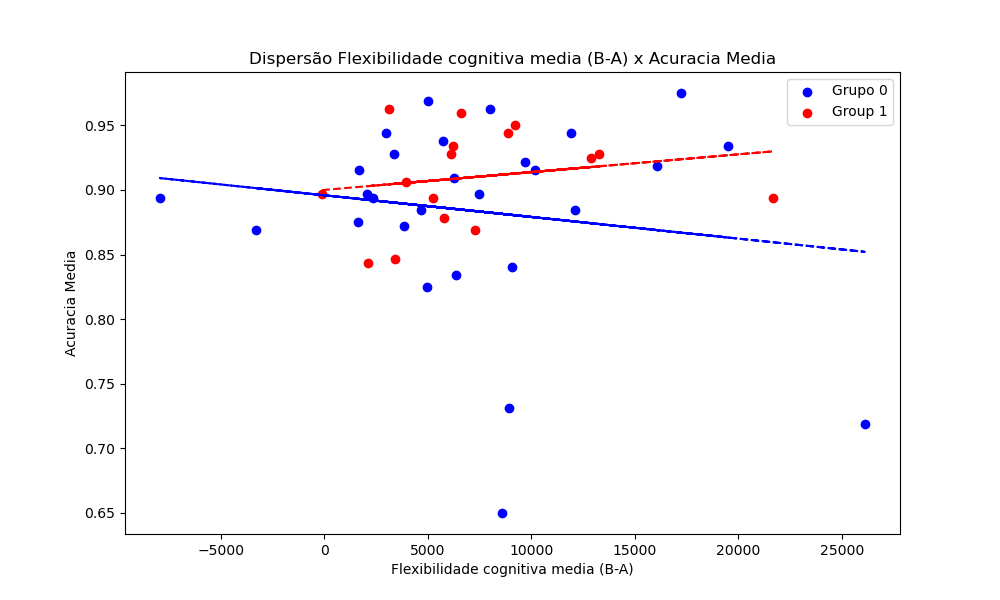 Dispersão Flexibilidade cognitiva media (B-A) x Acuracia Media
Grupo 0
Group 1
0.95
0.90
0.85
0.80
0.75
0.70
0.65
Acuracia Media
−5000 0 5000 10000 15000 20000 25000
Flexibilidade cognitiva media (B-A)